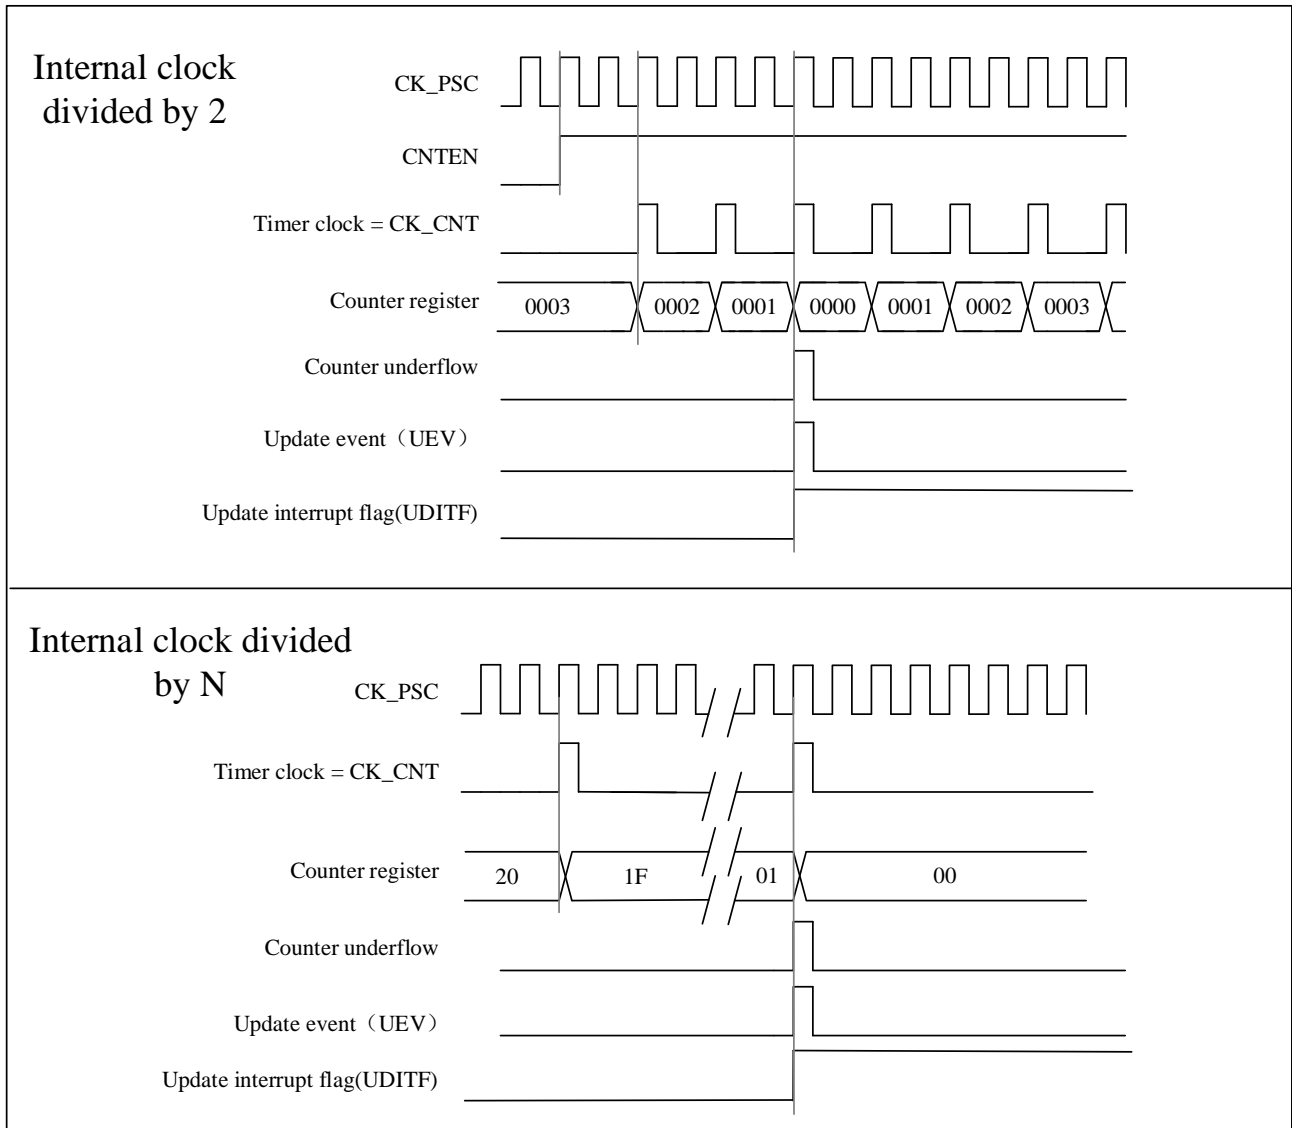 Internal clock
divided by 2
CK_PSC
CNTEN
Timer clock = CK_CNT
Counter register
0003 0002 0001 0000 0001 0002 0003
Counter underflow
Update event（UEV）
Update interrupt flag(UDITF)
Internal clock divided
by N
CK_PSC
Timer clock = CK_CNT
Counter register
20 1F 01 00
Counter underflow
Update event（UEV）
Update interrupt flag(UDITF)